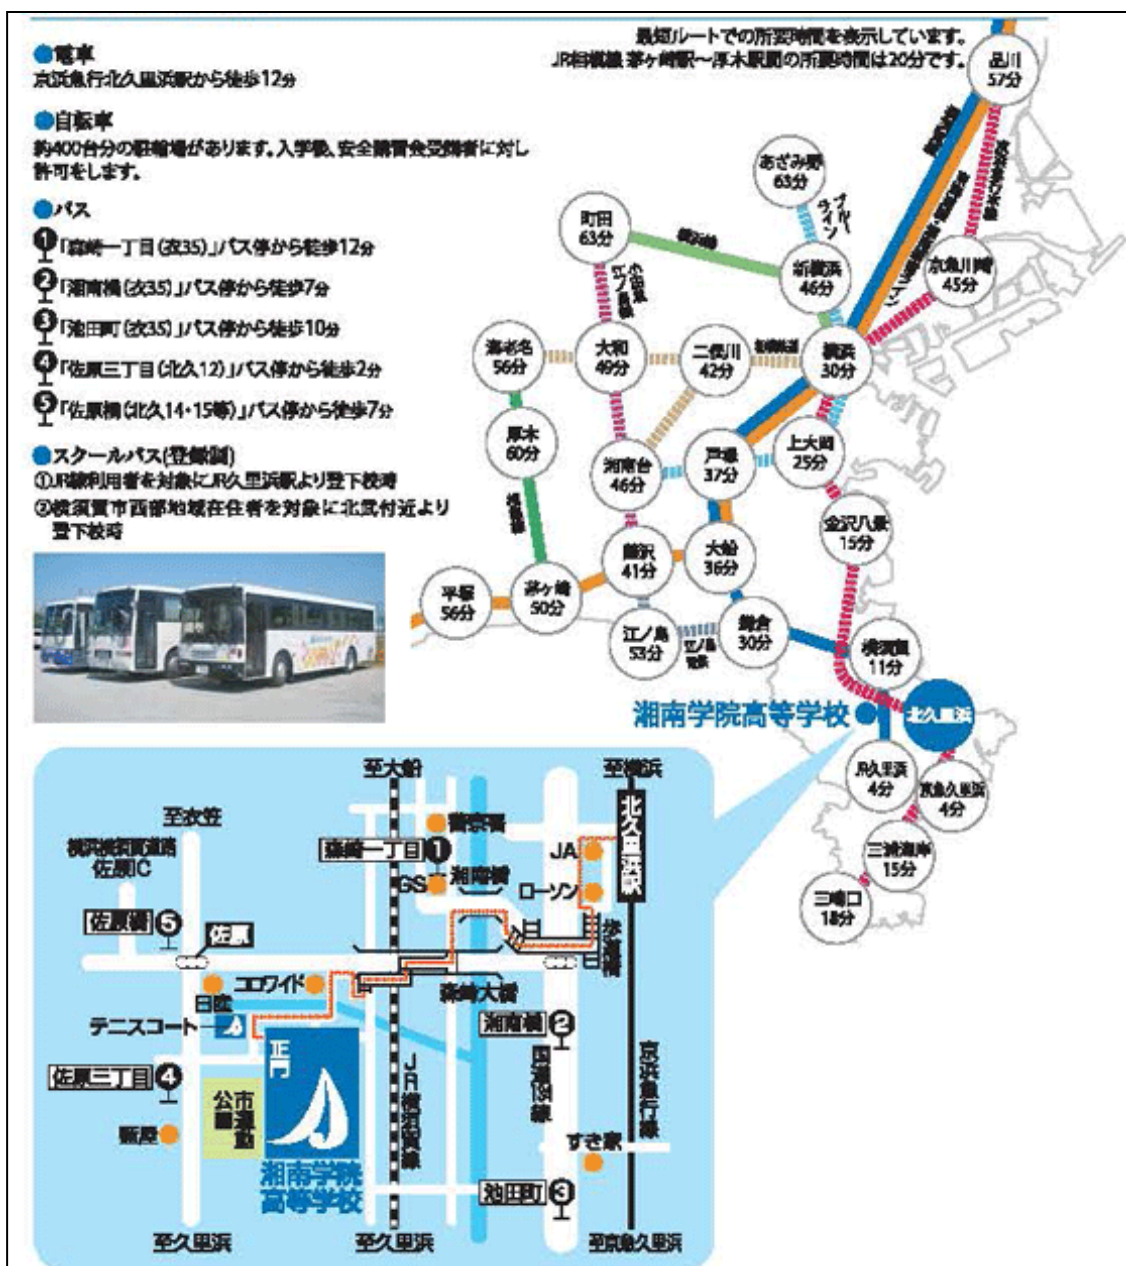 ●電車
京浜急行北久里浜駅から徒歩12分
●自転車
約400台分の駐輪場があります。入学後、安全講習会受講者に対し
許可をします。
●バス
1「森崎一丁目(衣35)」バス停から徒歩12分
2「湘南橋(衣35)」バス停から徒歩7分
3「池田町(衣35)」バス停から徒歩10分
4「佐原三丁目(北久12)」バス停から徒歩2分
5「佐原橋(北久14・15等)」バス停から徒歩7分
●スクールバス(登録制)
①JR線利用者を対象にJR久里浜駅より登下校時
②横須賀市西部地域在住者を対象に北武付近より
登下校時
最短ルートでの所要時間を表示しています。
JR相模線 茅ヶ崎駅～厚木駅間の所要時間は20分です。
品川
57分
あざみ野
63分
ブルーライン
町田
63分
横浜線
新横浜
46分
京急川崎
45分
小田急
江ノ島線
海老名
56分
大和
49分
二俣川
42分
相模鉄道
横浜
30分
厚木
60分
湘南台
46分
戸塚
37分
上大岡
25分
相模線
金沢八景
15分
藤沢
41分
大船
36分
平塚
56分
茅ヶ崎
50分
江ノ島
53分
江ノ島
電鉄
鎌倉
30分
横須賀
11分
湘南学院高等学校
北久里浜
JR久里浜
4分
京急久里浜
4分
三浦海岸
15分
三崎口
18分
至大船
至横浜
至衣笠
横浜横須賀道路
佐原IC
警察署
森崎一丁目 1
GS
湘南橋
JA
ローソン
北久里浜駅
歩道橋
佐原橋 5
佐原
日産
コロワイド
森崎大橋
テニスコート
湘南橋 2
正門
佐原三丁目 4
市運動
公園
JR横須賀線
国道134線
京浜急行線
すき家
湘南学院
高等学校
池田町 3
至久里浜
至久里浜
至京急久里浜